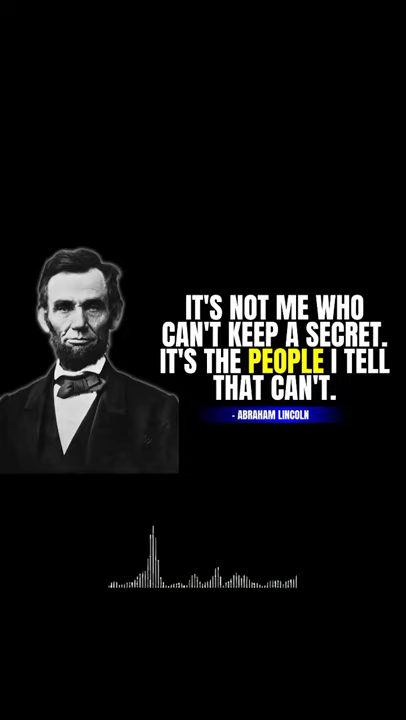 IT'S NOT ME WHO
CAN'T KEEP A SECRET.
IT'S THE PEOPLE I TELL
THAT CAN'T.
- ABRAHAM LINCOLN